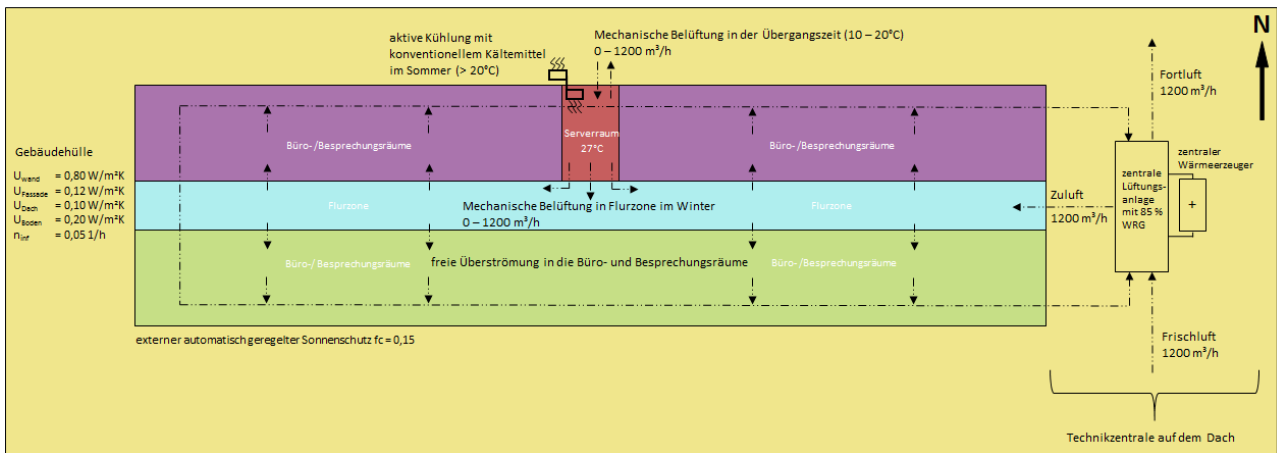 aktive Kühlung mit
konventionellem Kältemittel
im Sommer (> 20°C)
Mechanische Belüftung in der Übergangszeit (10 – 20°C)
0 – 1200 m³/h
N
Fortluft
1200 m³/h
Gebäudehülle
Uwand = 0,80 W/m²K
UFassade = 0,12 W/m²K
UDach = 0,10 W/m²K
UBoden = 0,20 W/m²K
ninf = 0,05 1/h
Büro-/Besprechungsräume
Serverraum
27°C
Büro-/Besprechungsräume
Flurzone
Mechanische Belüftung in Flurzone im Winter
0 – 1200 m³/h
Flurzone
Büro-/Besprechungsräume
freie Überströmung in die Büro- und Besprechungsräume
Büro-/Besprechungsräume
externer automatisch geregelter Sonnenschutz fc = 0,15
Zuluft
1200 m³/h
zentrale
Lüftungs-
anlage
mit 85 %
WRG
zentraler
Wärmeerzeuger
+
Frischluft
1200 m³/h
Technikzentrale auf dem Dach